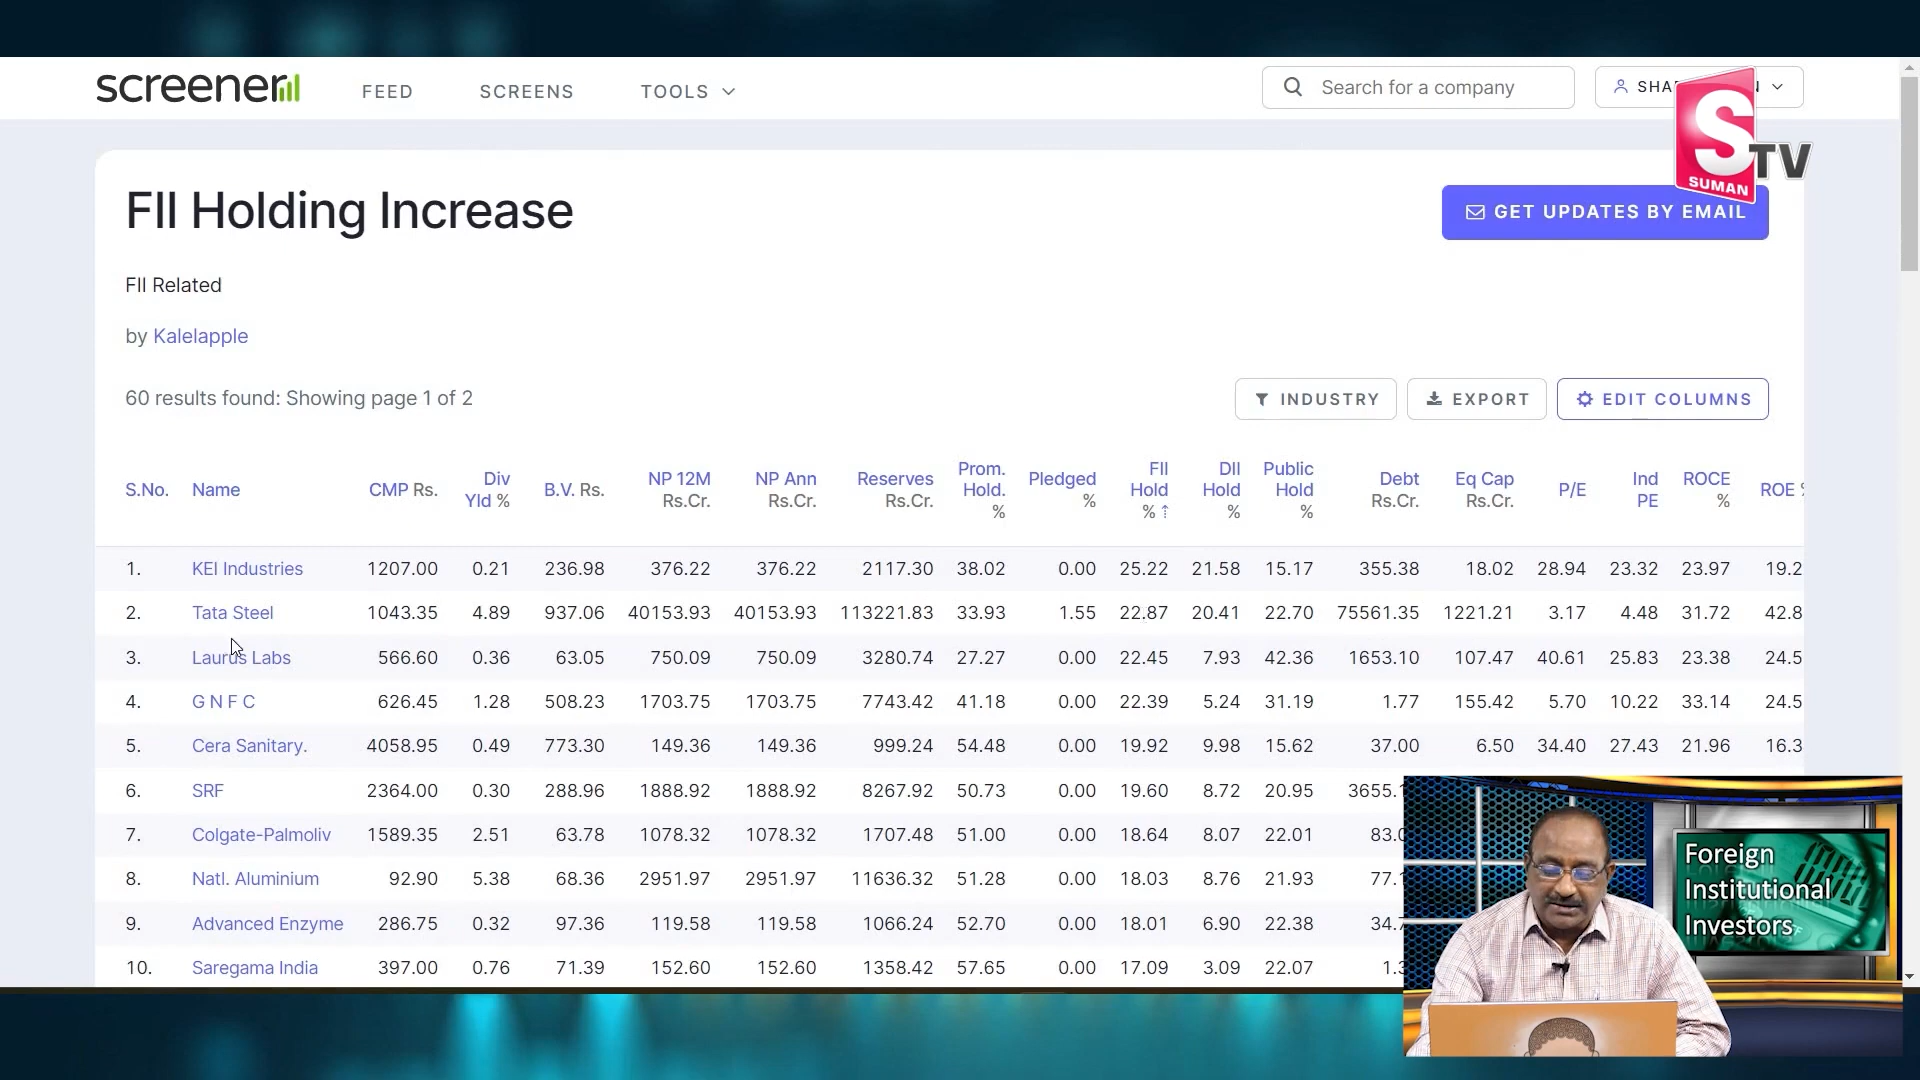 screener
FEED
SCREENS
TOOLS
Search for a company
S
SUMAN
TV
FII Holding Increase
GET UPDATES BY EMAIL
FII Related
by Kalelapple
60 results found: Showing page 1 of 2
INDUSTRY
EXPORT
EDIT COLUMNS
S.No. Name CMP Rs. Div Yld % B.V. Rs. NP 12M Rs.Cr. NP Ann Rs.Cr. Reserves Rs.Cr. Prom. Hold. % Pledged % FII Hold % DII Hold % Public Hold % Debt Rs.Cr. Eq Cap Rs.Cr. P/E Ind PE ROCE % ROE
1. KEI Industries 1207.00 0.21 236.98 376.22 376.22 2117.30 38.02 0.00 25.22 21.58 15.17 355.38 18.02 28.94 23.32 23.97 19.2
2. Tata Steel 1043.35 4.89 937.06 40153.93 40153.93 113221.83 33.93 1.55 22.87 20.41 22.70 75561.35 1221.21 3.17 4.48 31.72 42.8
3. Laurus Labs 566.60 0.36 63.05 750.09 750.09 3280.74 27.27 0.00 22.45 7.93 42.36 1653.10 107.47 40.61 25.83 23.38 24.5
4. G N F C 626.45 1.28 508.23 1703.75 1703.75 7743.42 41.18 0.00 22.39 5.24 31.19 1.77 155.42 5.70 10.22 33.14 24.5
5. Cera Sanitary. 4058.95 0.49 773.30 149.36 149.36 999.24 54.48 0.00 19.92 9.98 15.62 37.00 6.50 34.40 27.43 21.96 16.3
6. SRF 2364.00 0.30 288.96 1888.92 1888.92 8267.92 50.73 0.00 19.60 8.72 20.95 3655.
7. Colgate-Palmoliv 1589.35 2.51 63.78 1078.32 1078.32 1707.48 51.00 0.00 18.64 8.07 22.01 83.
8. Natl. Aluminium 92.90 5.38 68.36 2951.97 2951.97 11636.32 51.28 0.00 18.03 8.76 21.93 77.
9. Advanced Enzyme 286.75 0.32 97.36 119.58 119.58 1066.24 52.70 0.00 18.01 6.90 22.38 34.
10. Saregama India 397.00 0.76 71.39 152.60 152.60 1358.42 57.65 0.00 17.09 3.09 22.07 1.
Foreign
Institutional
Investors